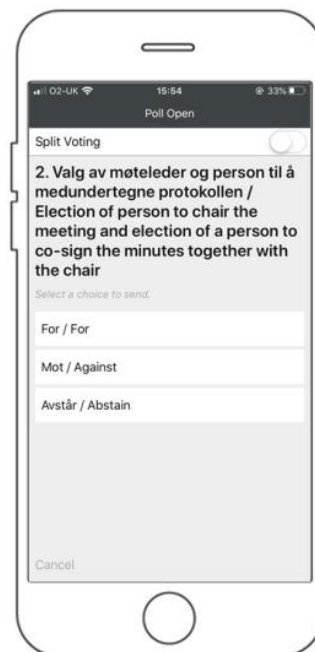 O2-UK 15:54 33%
Poll Open
Split Voting
2. Valg av møteleder og person til å
medundertegne protokollen /
Election of person to chair the
meeting and election of a person to
co-sign the minutes together with
the chair
Select a choice to send.
For / For
Mot / Against
Avstår / Abstain
Cancel